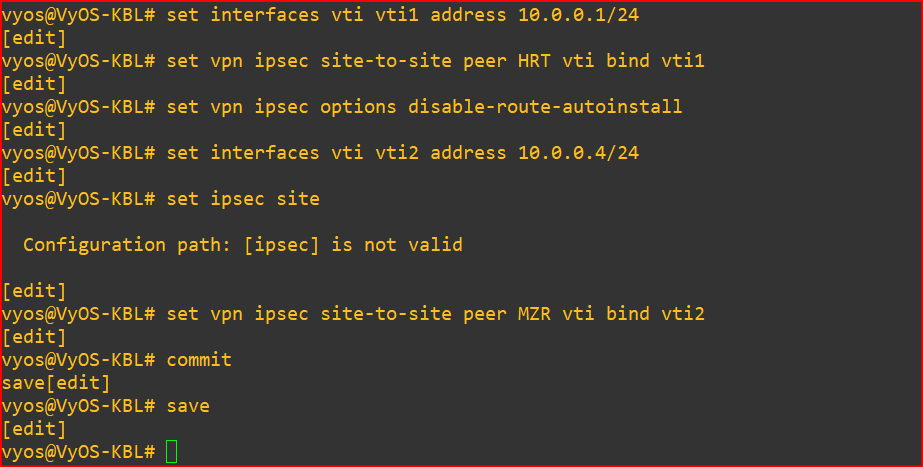 vyos@VyOS-KBL# set interfaces vti vti1 address 10.0.0.1/24
[edit]
vyos@VyOS-KBL# set vpn ipsec site-to-site peer HRT vti bind vti1
[edit]
vyos@VyOS-KBL# set vpn ipsec options disable-route-autoinstall
[edit]
vyos@VyOS-KBL# set interfaces vti vti2 address 10.0.0.4/24
[edit]
vyos@VyOS-KBL# set ipsec site

  Configuration path: [ipsec] is not valid

[edit]
vyos@VyOS-KBL# set vpn ipsec site-to-site peer MZR vti bind vti2
[edit]
vyos@VyOS-KBL# commit
save[edit]
vyos@VyOS-KBL# save
[edit]
vyos@VyOS-KBL#